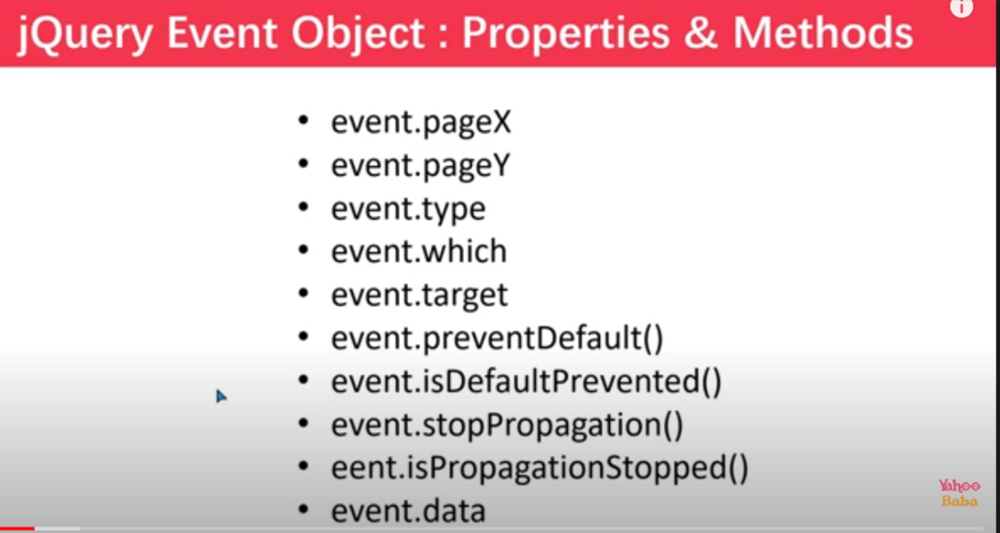 jQuery Event Object : Properties & Methods
i
• event.pageX
• event.pageY
• event.type
• event.which
• event.target
• event.preventDefault()
• event.isDefaultPrevented()
• event.stopPropagation()
• eent.isPropagationStopped()
• event.data
Yahoo
Baba